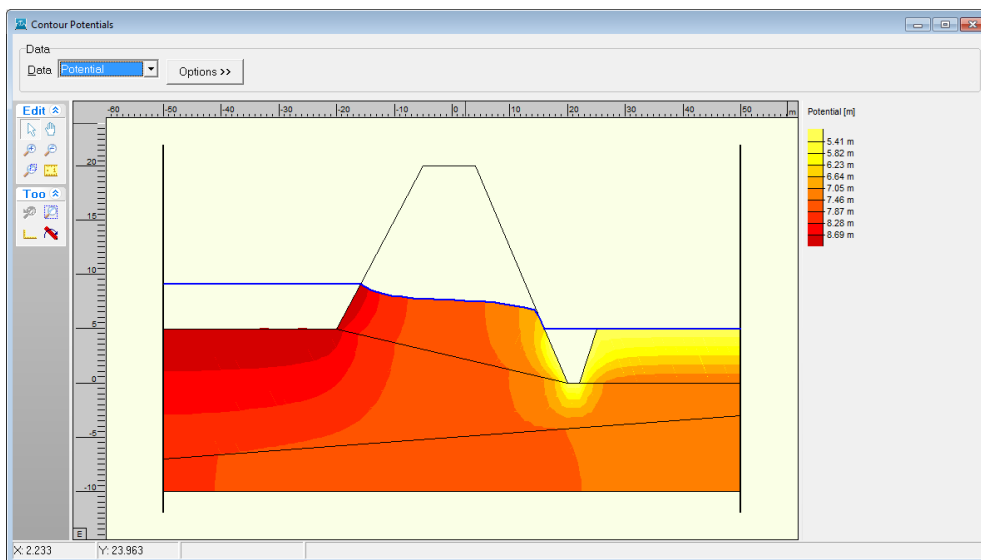 Contour Potentials
Data
Data Potential Options >>
Edit
Too
-60 -50 -40 -30 -20 -10 0 10 20 30 40 50 m
20
15
10
5
0
-5
-10
E
Potential [m]
5.41 m
5.82 m
6.23 m
6.64 m
7.05 m
7.46 m
7.87 m
8.28 m
8.69 m
X: 2.233 Y: 23.963